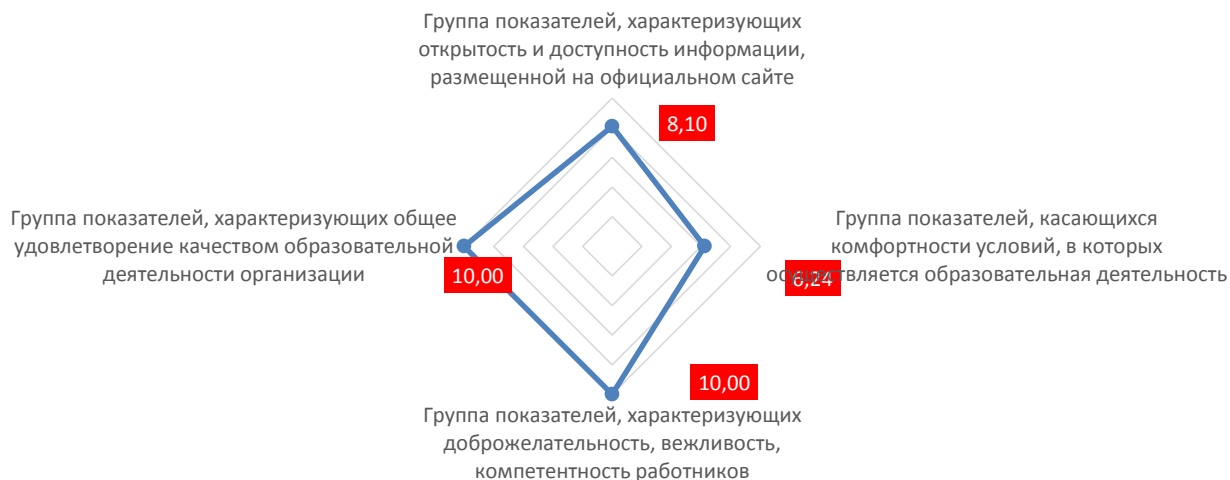 Группа показателей, характеризующих
открытость и доступность информации,
размещенной на официальном сайте
8,10
Группа показателей, характеризующих общее
удовлетворение качеством образовательной
деятельности организации
10,00
Группа показателей, касающихся
комфортности условий, в которых
осуществляется образовательная деятельность
6,24
10,00
Группа показателей, характеризующих
доброжелательность, вежливость,
компетентность работников